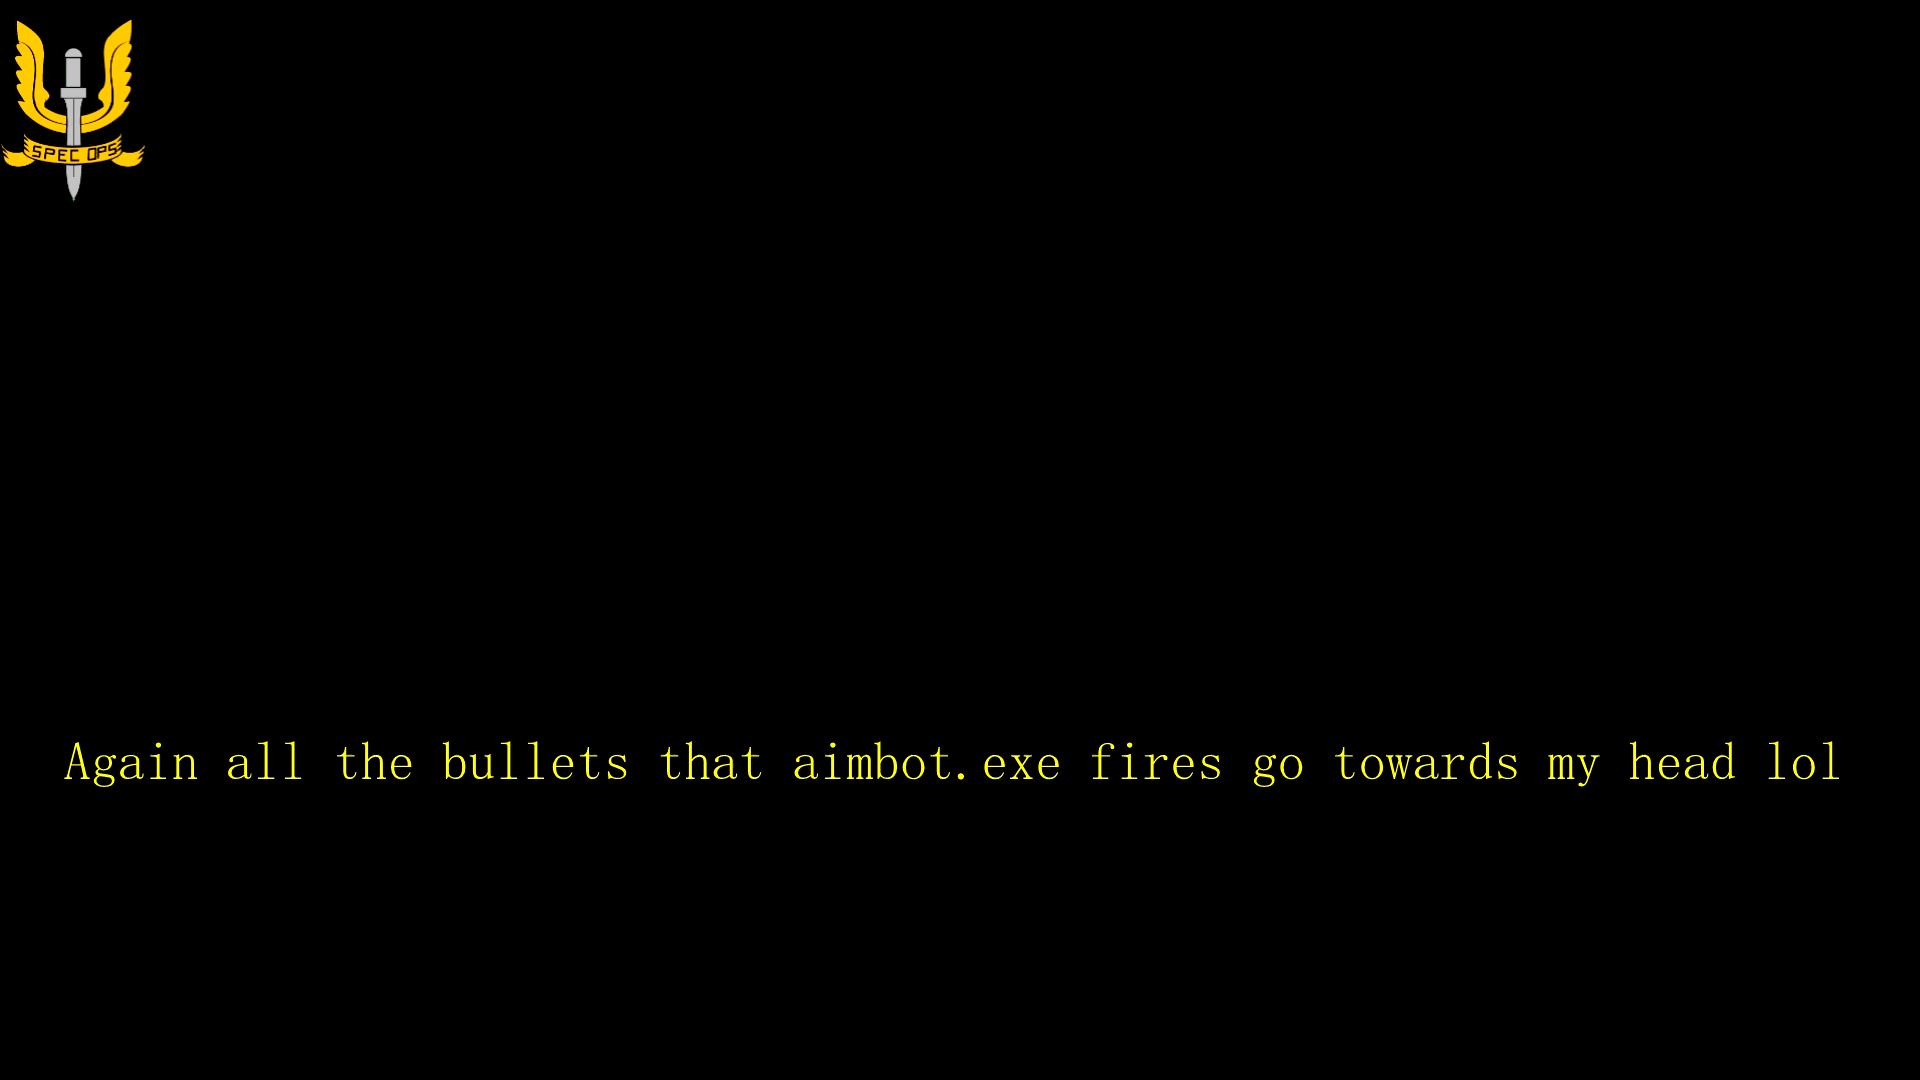 SPEC OPS
Again all the bullets that aimbot.exe fires go towards my head lol